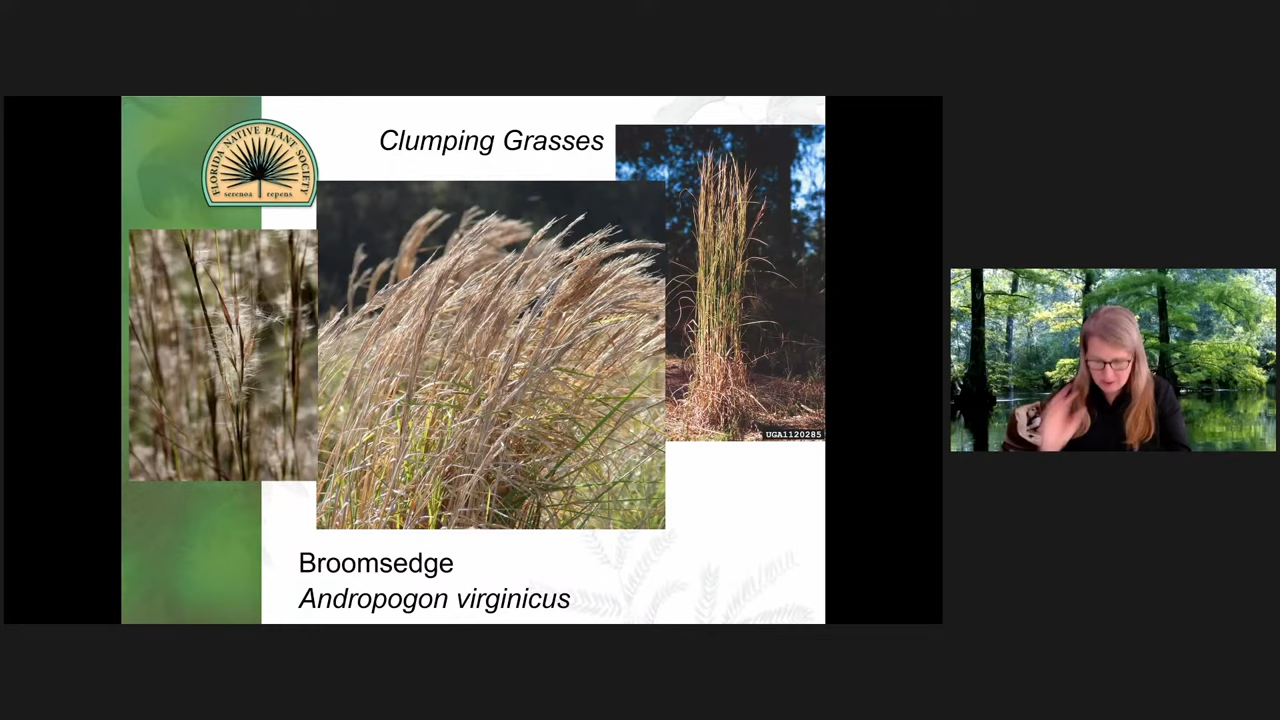 Clumping Grasses
FLORIDA NATIVE PLANT SOCIETY
serenoa repens
UGA1120285
Broomsedge
Andropogon virginicus